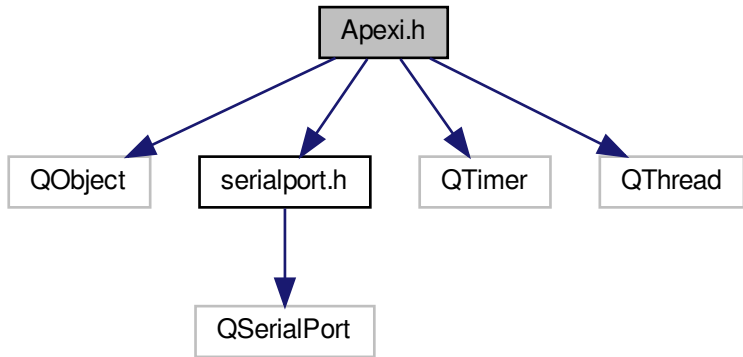 Apexi.h
QObject
serialport.h
QTimer
QThread
QSerialPort